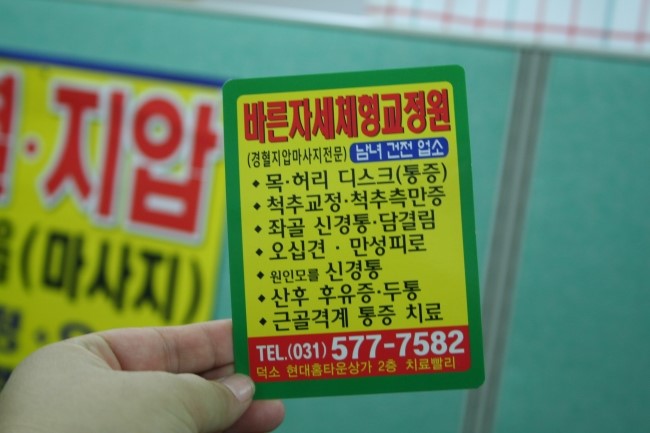 바른자세체형교정원
(경혈지압마사지전문) 남녀 건전 업소
◆ 목·허리 디스크(통증)
◆ 척추교정·척추측만증
◆ 좌골 신경통·담결림
◆ 오십견 · 만성피로
◆ 원인모를 신경통
◆ 산후 후유증·두통
◆ 근골격계 통증 치료
TEL.(031) 577-7582
덕소 현대홈타운상가 2층 치료빨리
·지압
(마사지)